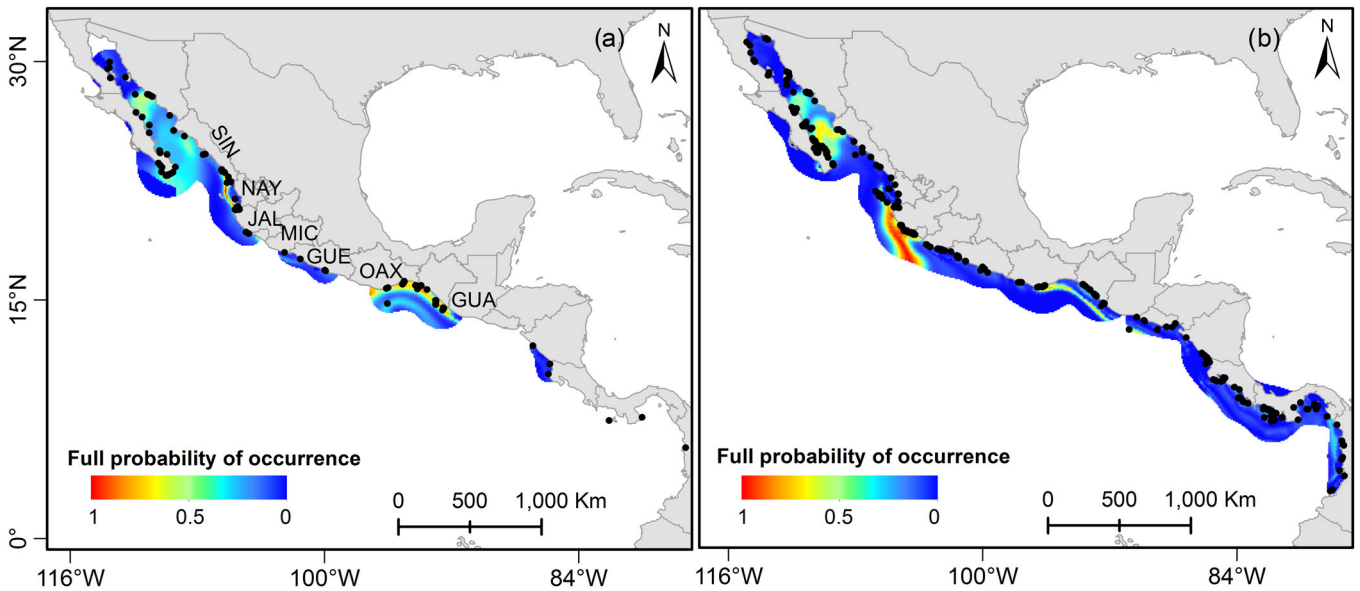 (a)
N
30°N
15°N
0°
SIN
NAY
JAL
MIC
GUE
OAX
GUA
Full probability of occurrence
1 0.5 0
0 500 1,000 Km
116°W 100°W 84°W
(b)
N
Full probability of occurrence
1 0.5 0
0 500 1,000 Km
116°W 100°W 84°W